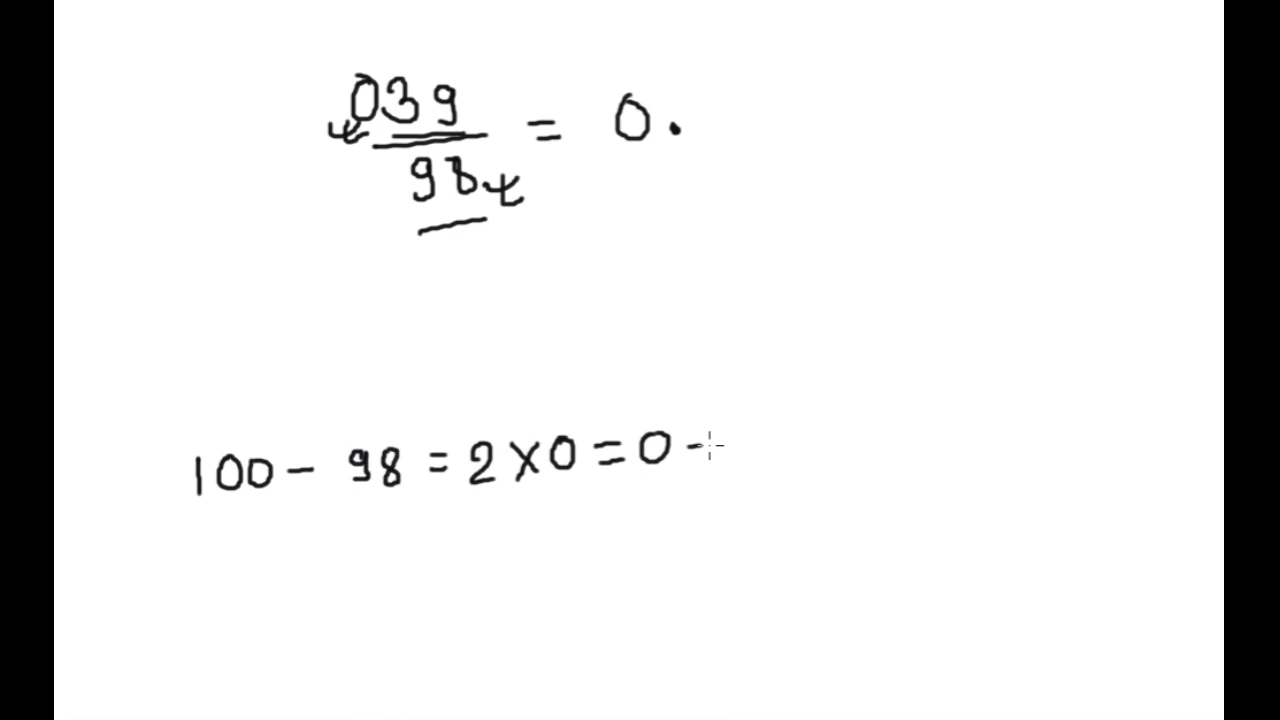 039 = 0.
98
100 - 98 = 2 x 0 = 0 -